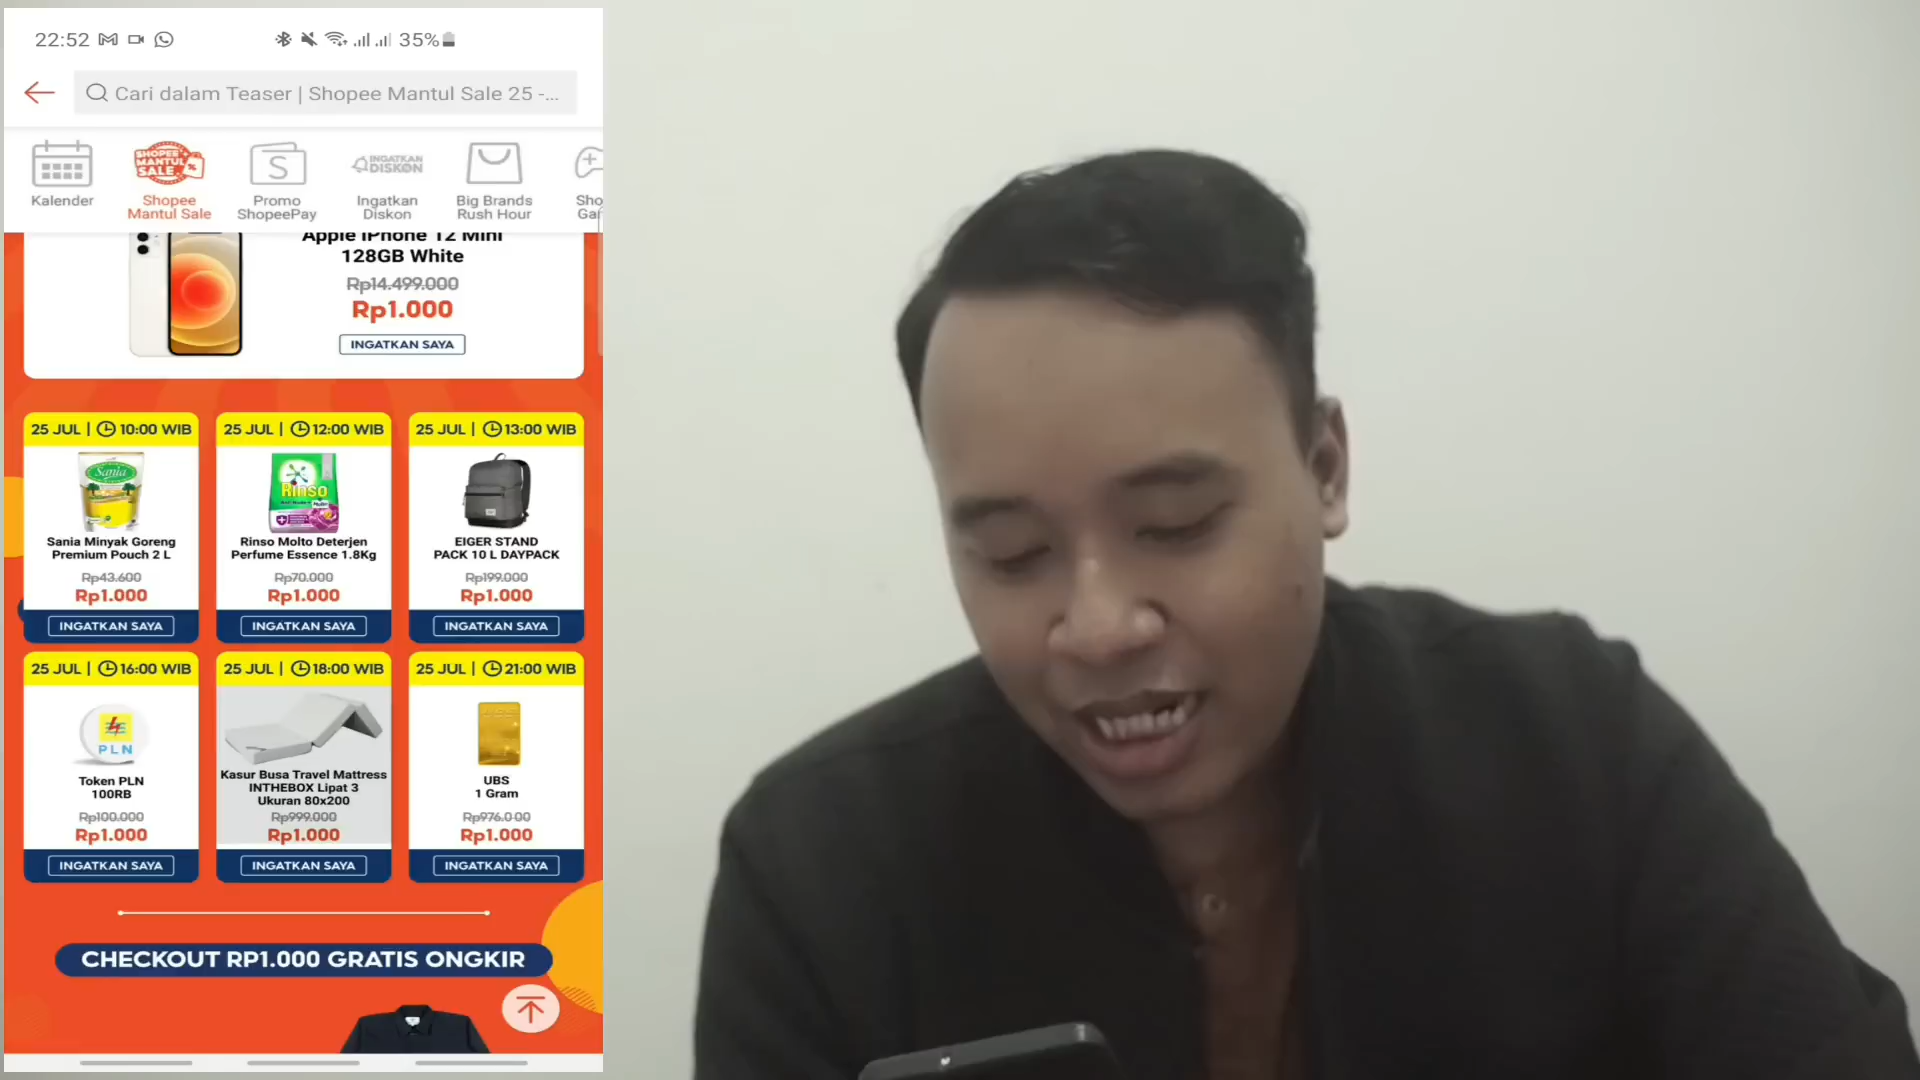 22:52
35%
Cari dalam Teaser | Shopee Mantul Sale 25 -...
SHOPEE MANTUL SALE %
S
INGATKAN DISKON
Kalender
Shopee Mantul Sale
Promo ShopeePay
Ingatkan Diskon
Big Brands Rush Hour
Sho
Gar
Apple iPhone 12 Mini
128GB White
Rp14.499.000
Rp1.000
INGATKAN SAYA
25 JUL | 10:00 WIB
Sania
Sania Minyak Goreng
Premium Pouch 2 L
Rp43.600
Rp1.000
INGATKAN SAYA
25 JUL | 12:00 WIB
Rinso
Rinso Molto Deterjen
Perfume Essence 1.8Kg
Rp70.000
Rp1.000
INGATKAN SAYA
25 JUL | 13:00 WIB
EIGER STAND
PACK 10 L DAYPACK
Rp199.000
Rp1.000
INGATKAN SAYA
25 JUL | 16:00 WIB
PLN
Token PLN
100RB
Rp100.000
Rp1.000
INGATKAN SAYA
25 JUL | 18:00 WIB
Kasur Busa Travel Mattress
INTHEBOX Lipat 3
Ukuran 80x200
Rp999.000
Rp1.000
INGATKAN SAYA
25 JUL | 21:00 WIB
UBS
1 Gram
Rp976.000
Rp1.000
INGATKAN SAYA
CHECKOUT RP1.000 GRATIS ONGKIR